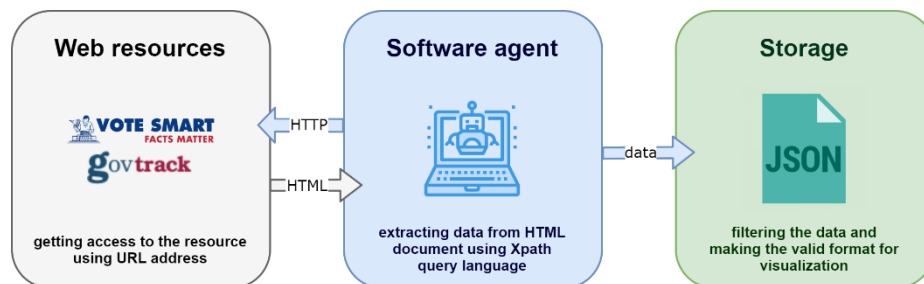 Web resources
VOTE SMART
FACTS MATTER
govtrack
getting access to the resource
using URL address
HTTP
HTML
Software agent
extracting data from HTML
document using Xpath
query language
data
Storage
JSON
filtering the data and
making the valid format for
visualization